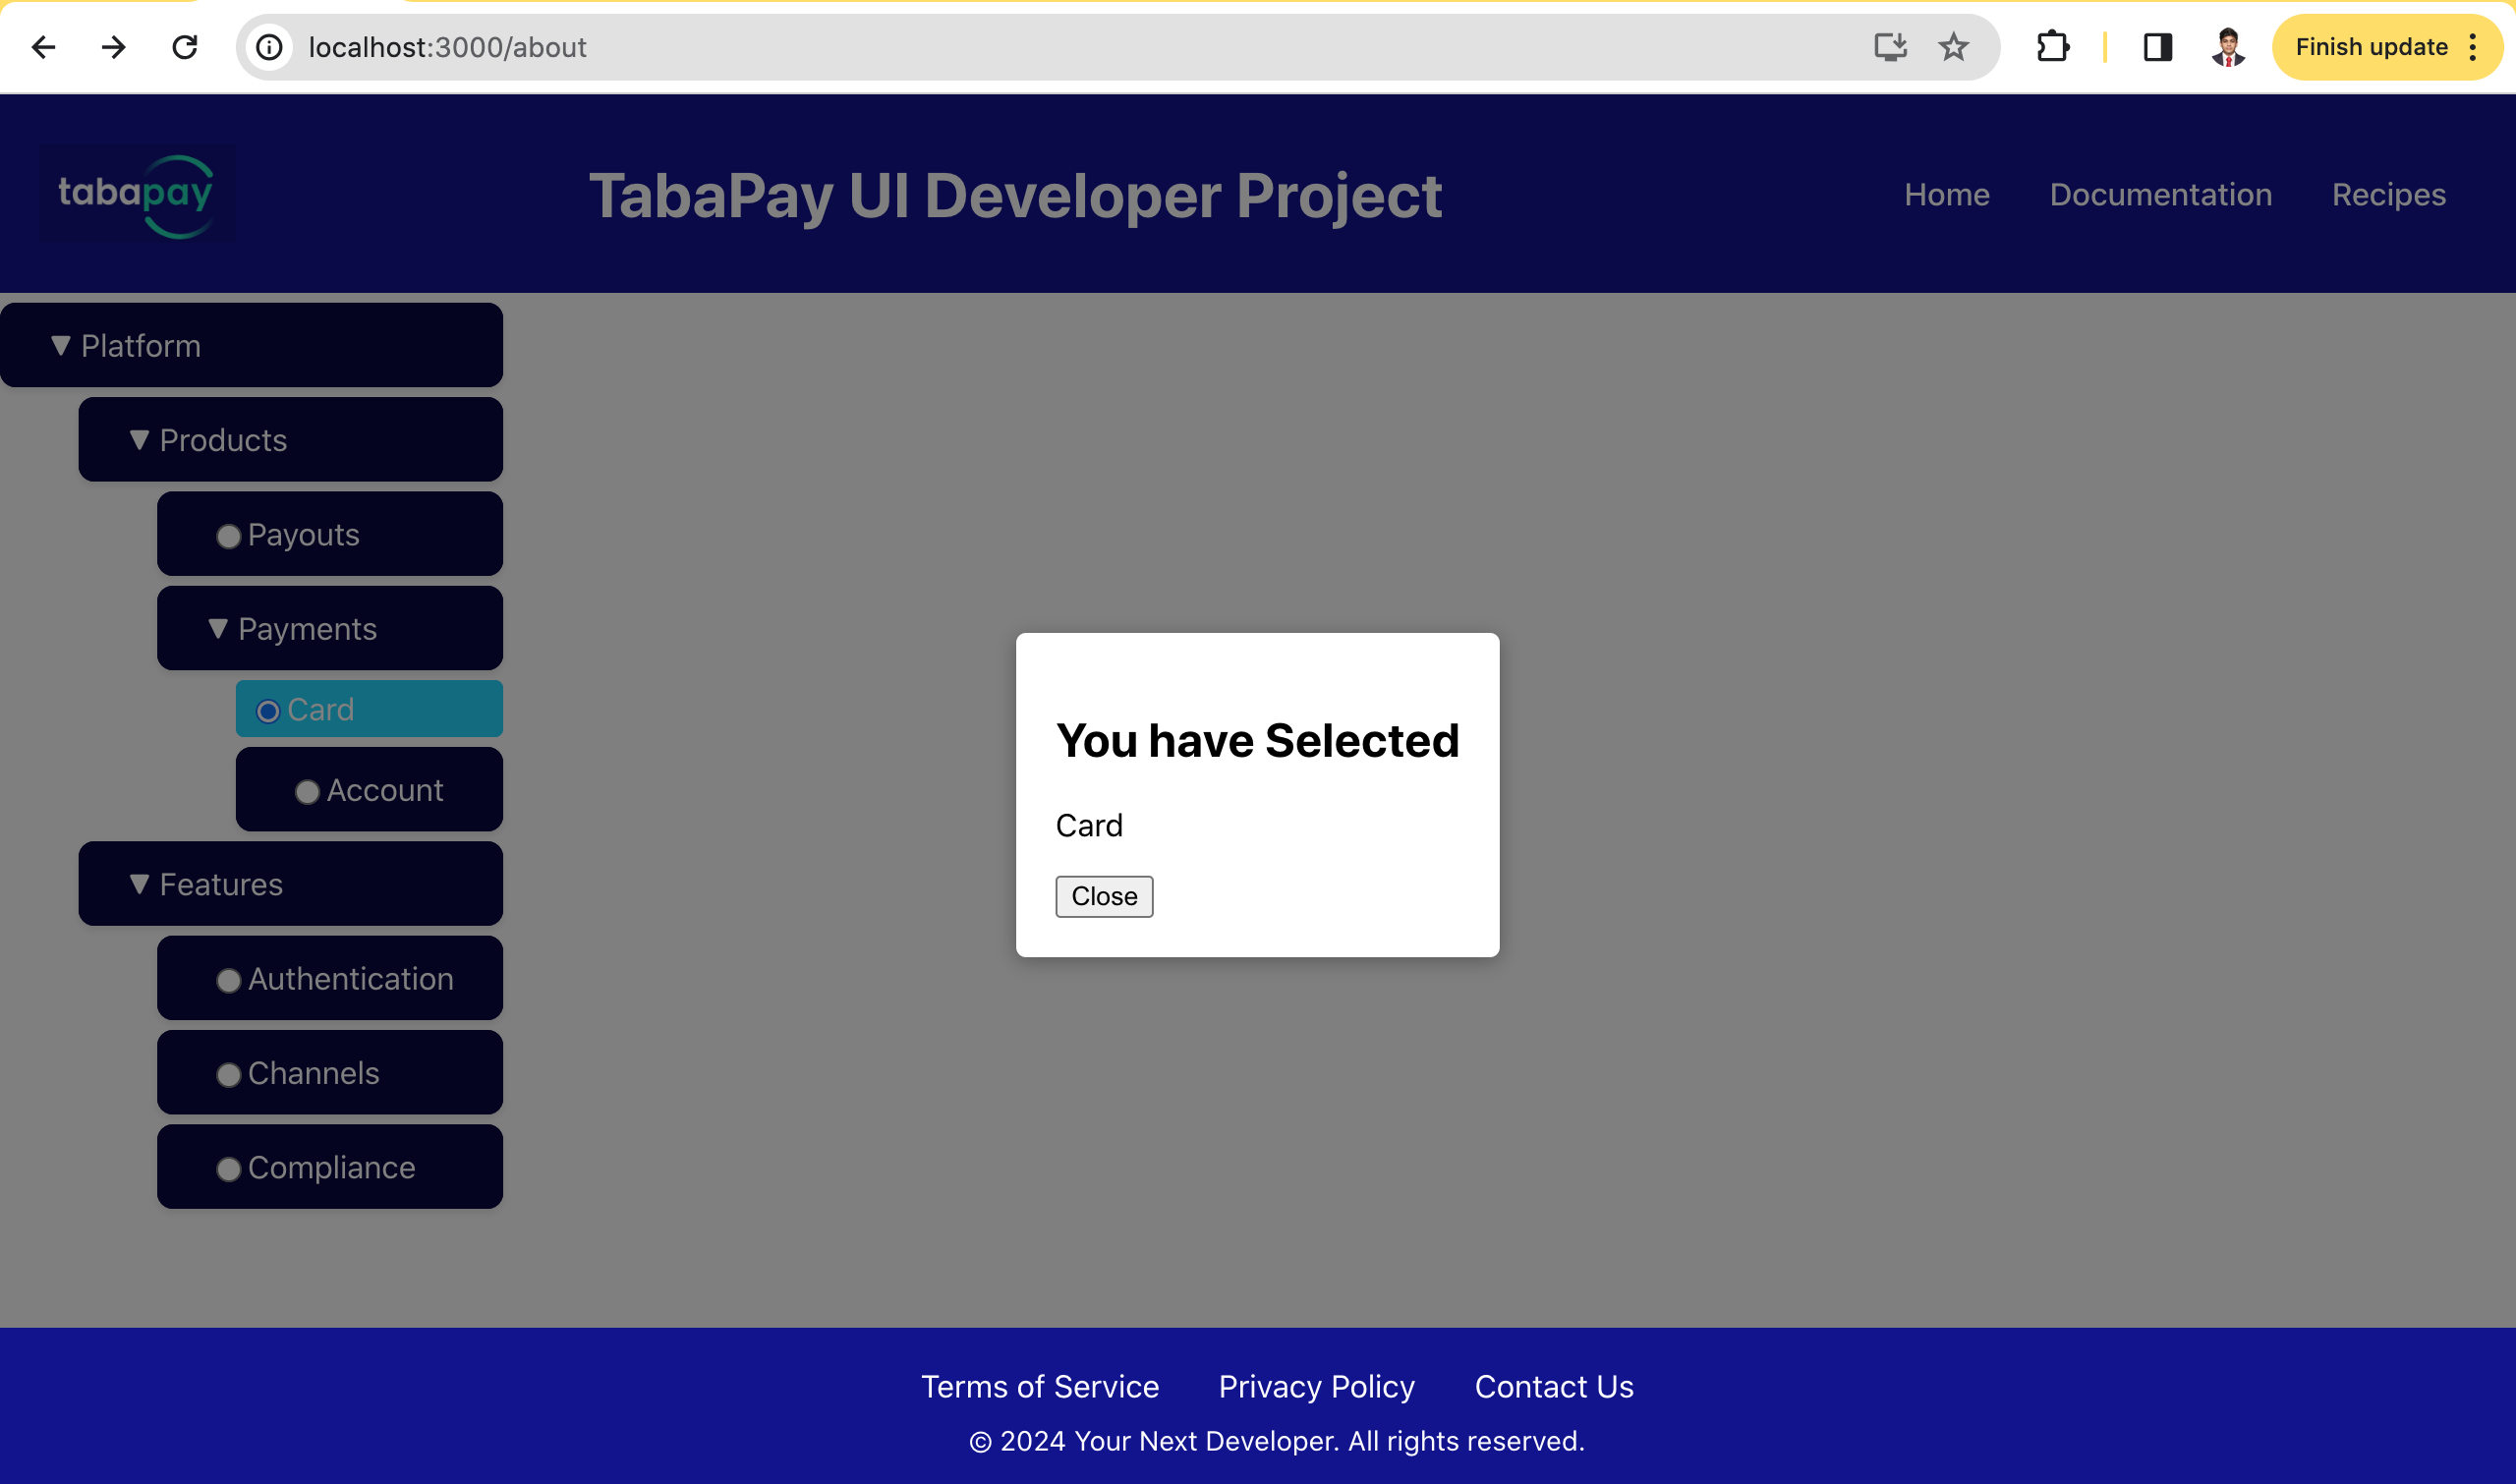 localhost:3000/about
Finish update
tabapay
TabaPay UI Developer Project
Home Documentation Recipes
▼ Platform
▼ Products
Payouts
▼ Payments
Card
Account
▼ Features
Authentication
Channels
Compliance
You have Selected
Card
Close
Terms of Service Privacy Policy Contact Us
© 2024 Your Next Developer. All rights reserved.